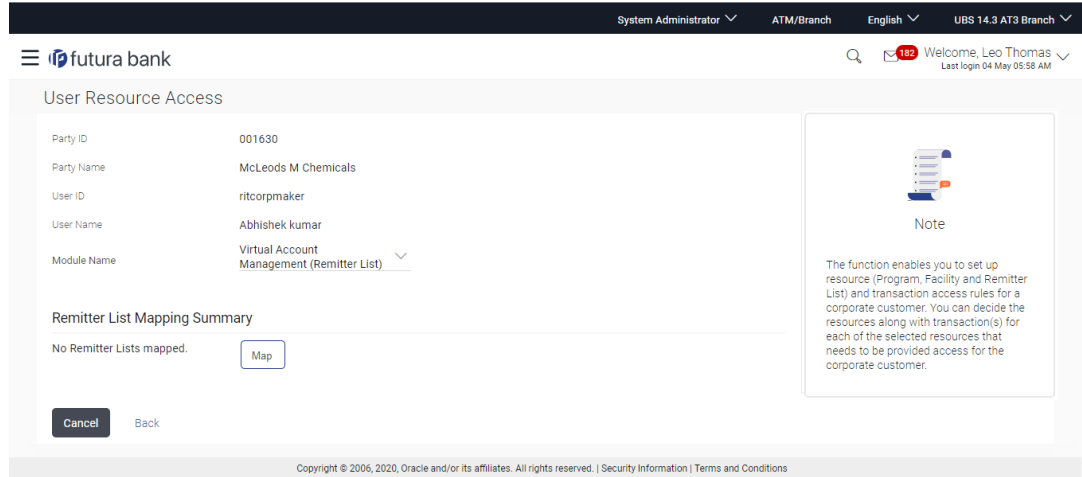 System Administrator ATM/Branch English UBS 14.3 AT3 Branch
futura bank 182 Welcome, Leo Thomas
Last login 04 May 05:58 AM
User Resource Access
Party ID 001630
Party Name McLeods M Chemicals
User ID ritcorpmaker
User Name Abhishek kumar
Module Name Virtual Account
Management (Remitter List)
Remitter List Mapping Summary
No Remitter Lists mapped. Map
Cancel Back
Note
The function enables you to set up
resource (Program, Facility and Remitter
List) and transaction access rules for a
corporate customer. You can decide the
resources along with transaction(s) for
each of the selected resources that
needs to be provided access for the
corporate customer.
Copyright © 2006, 2020, Oracle and/or its affiliates. All rights reserved. | Security Information | Terms and Conditions